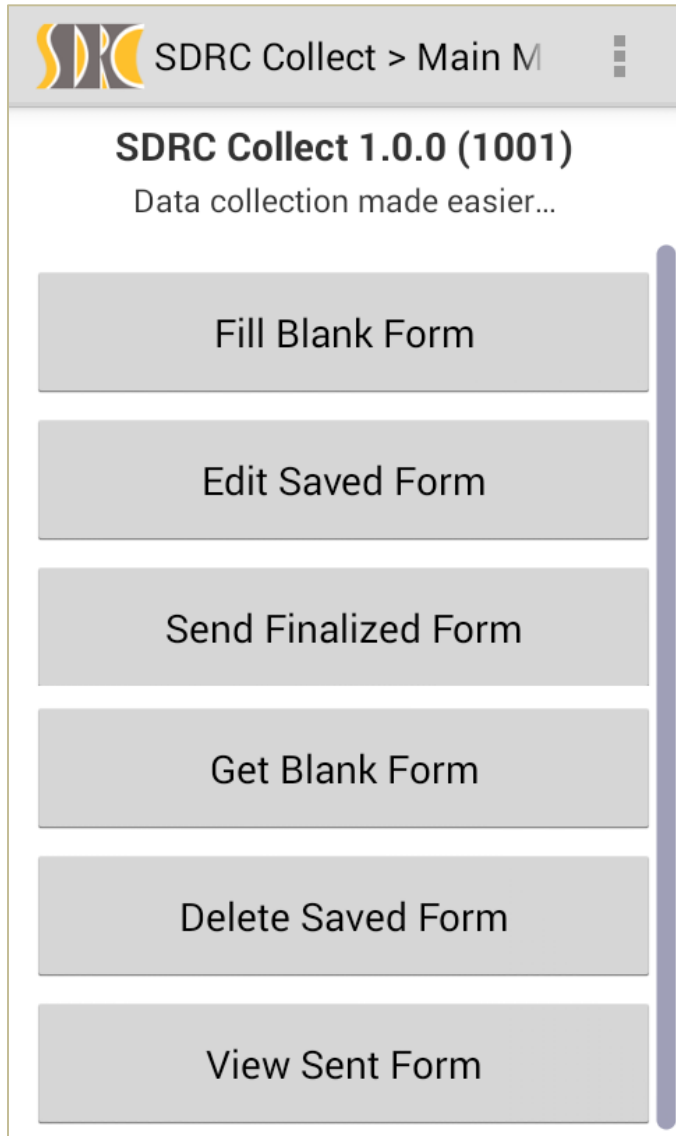 SDRC SDRC Collect > Main M
SDRC Collect 1.0.0 (1001)
Data collection made easier...
Fill Blank Form
Edit Saved Form
Send Finalized Form
Get Blank Form
Delete Saved Form
View Sent Form